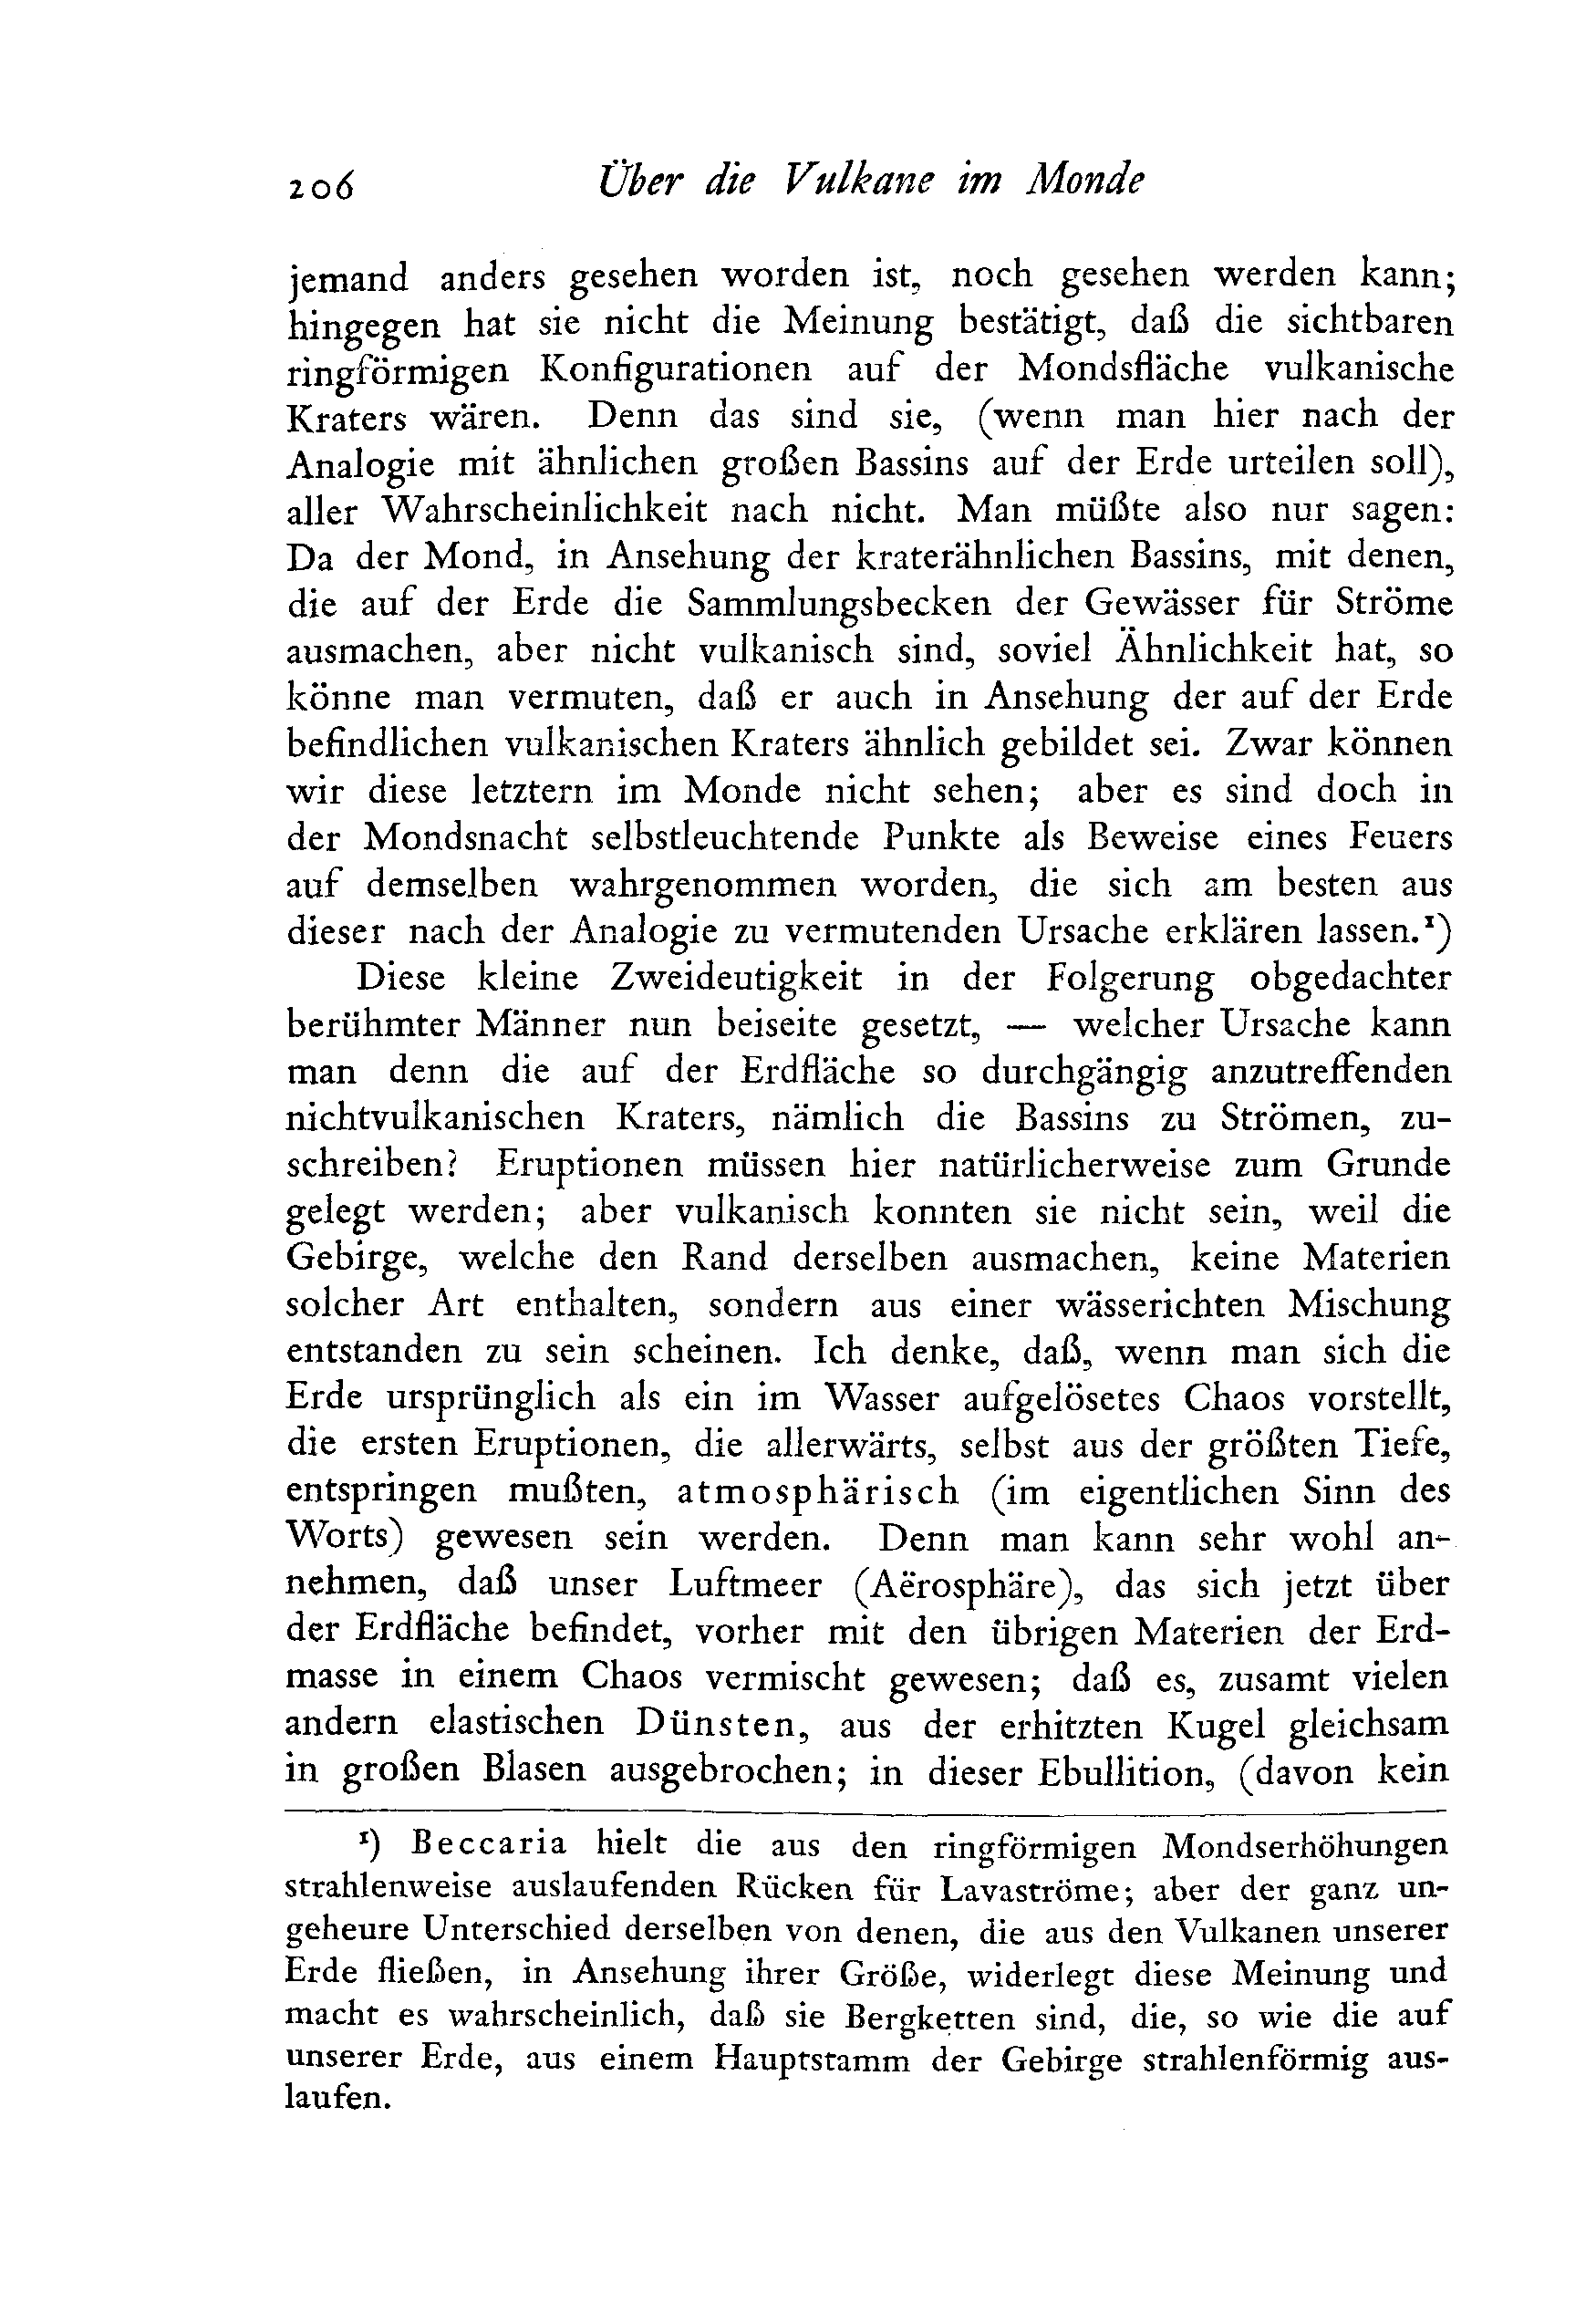 206 Über die Vulkane im Monde
jemand anders gesehen worden ist, noch gesehen werden kann;
hingegen hat sie nicht die Meinung bestätigt, daß die sichtbaren
ringförmigen Konfigurationen auf der Mondsfläche vulkanische
Kraters wären. Denn das sind sie, (wenn man hier nach der
Analogie mit ähnlichen großen Bassins auf der Erde urteilen soll),
aller Wahrscheinlichkeit nach nicht. Man müßte also nur sagen:
Da der Mond, in Ansehung der kraterähnlichen Bassins, mit denen,
die auf der Erde die Sammlungsbecken der Gewässer für Ströme
ausmachen, aber nicht vulkanisch sind, soviel Ähnlichkeit hat, so
könne man vermuten, daß er auch in Ansehung der auf der Erde
befindlichen vulkanischen Kraters ähnlich gebildet sei. Zwar können
wir diese letztern im Monde nicht sehen; aber es sind doch in
der Mondsnacht selbstleuchtende Punkte als Beweise eines Feuers
auf demselben wahrgenommen worden, die sich am besten aus
dieser nach der Analogie zu vermutenden Ursache erklären lassen.¹)
Diese kleine Zweideutigkeit in der Folgerung obgedachter
berühmter Männer nun beiseite gesetzt, — welcher Ursache kann
man denn die auf der Erdfläche so durchgängig anzutreffenden
nichtvulkanischen Kraters, nämlich die Bassins zu Strömen, zu-
schreiben? Eruptionen müssen hier natürlicherweise zum Grunde
gelegt werden; aber vulkanisch konnten sie nicht sein, weil die
Gebirge, welche den Rand derselben ausmachen, keine Materien
solcher Art enthalten, sondern aus einer wässerichten Mischung
entstanden zu sein scheinen. Ich denke, daß, wenn man sich die
Erde ursprünglich als ein im Wasser aufgelösetes Chaos vorstellt,
die ersten Eruptionen, die allerwärts, selbst aus der größten Tiefe,
entspringen mußten, atmosphärisch (im eigentlichen Sinn des
Worts) gewesen sein werden. Denn man kann sehr wohl an-
nehmen, daß unser Luftmeer (Aërosphäre), das sich jetzt über
der Erdfläche befindet, vorher mit den übrigen Materien der Erd-
masse in einem Chaos vermischt gewesen; daß es, zusamt vielen
andern elastischen Dünsten, aus der erhitzten Kugel gleichsam
in großen Blasen ausgebrochen; in dieser Ebullition, (davon kein
¹) Beccaria hielt die aus den ringförmigen Mondserhöhungen
strahlenweise auslaufenden Rücken für Lavaströme; aber der ganz un-
geheure Unterschied derselben von denen, die aus den Vulkanen unserer
Erde fließen, in Ansehung ihrer Größe, widerlegt diese Meinung und
macht es wahrscheinlich, daß sie Bergketten sind, die, so wie die auf
unserer Erde, aus einem Hauptstamm der Gebirge strahlenförmig aus-
laufen.